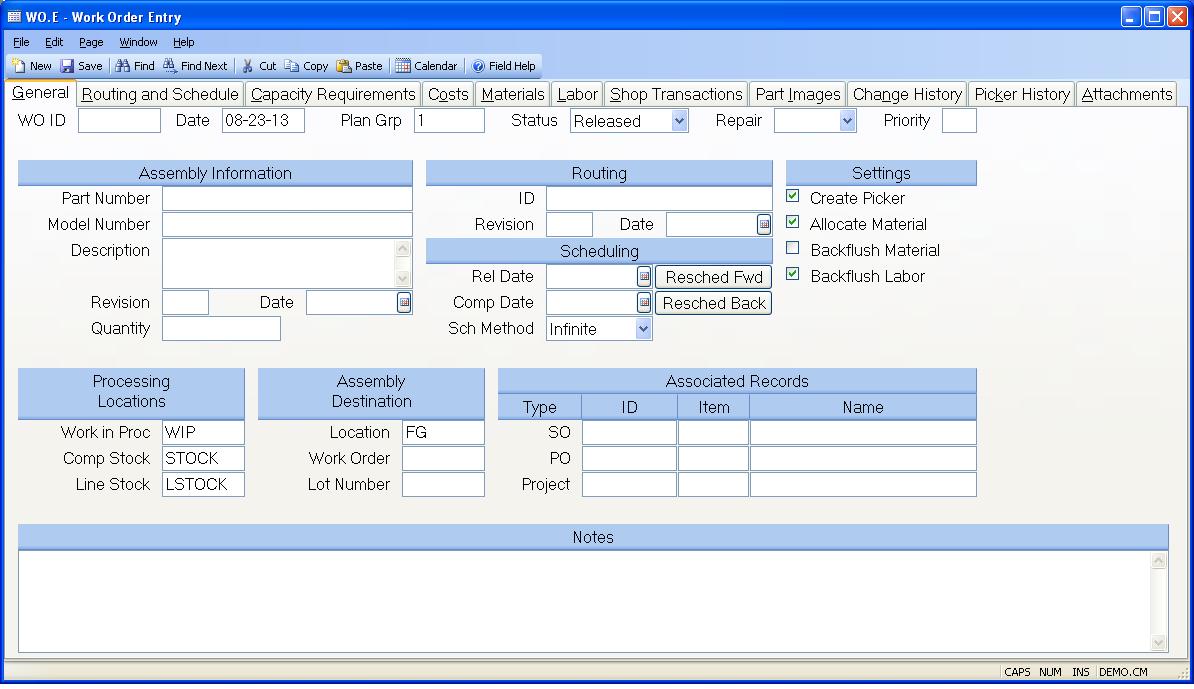 WO.E - Work Order Entry
File Edit Page Window Help
New Save Find Find Next Cut Copy Paste Calendar Field Help
General Routing and Schedule Capacity Requirements Costs Materials Labor Shop Transactions Part Images Change History Picker History Attachments
WO ID Date 08-23-13 Plan Grp 1 Status Released Repair Priority
Assembly Information Routing Settings
Part Number ID Create Picker
Model Number Revision Date Allocate Material
Description Scheduling Backflush Material
Rel Date Resched Fwd Backflush Labor
Revision Date Comp Date Resched Back
Quantity Sch Method Infinite
Processing Assembly Associated Records
Locations Destination
Type ID Item Name
Work in Proc WIP Location FG SO
Comp Stock STOCK Work Order PO
Line Stock LSTOCK Lot Number Project
Notes
CAPS NUM INS DEMO.CM